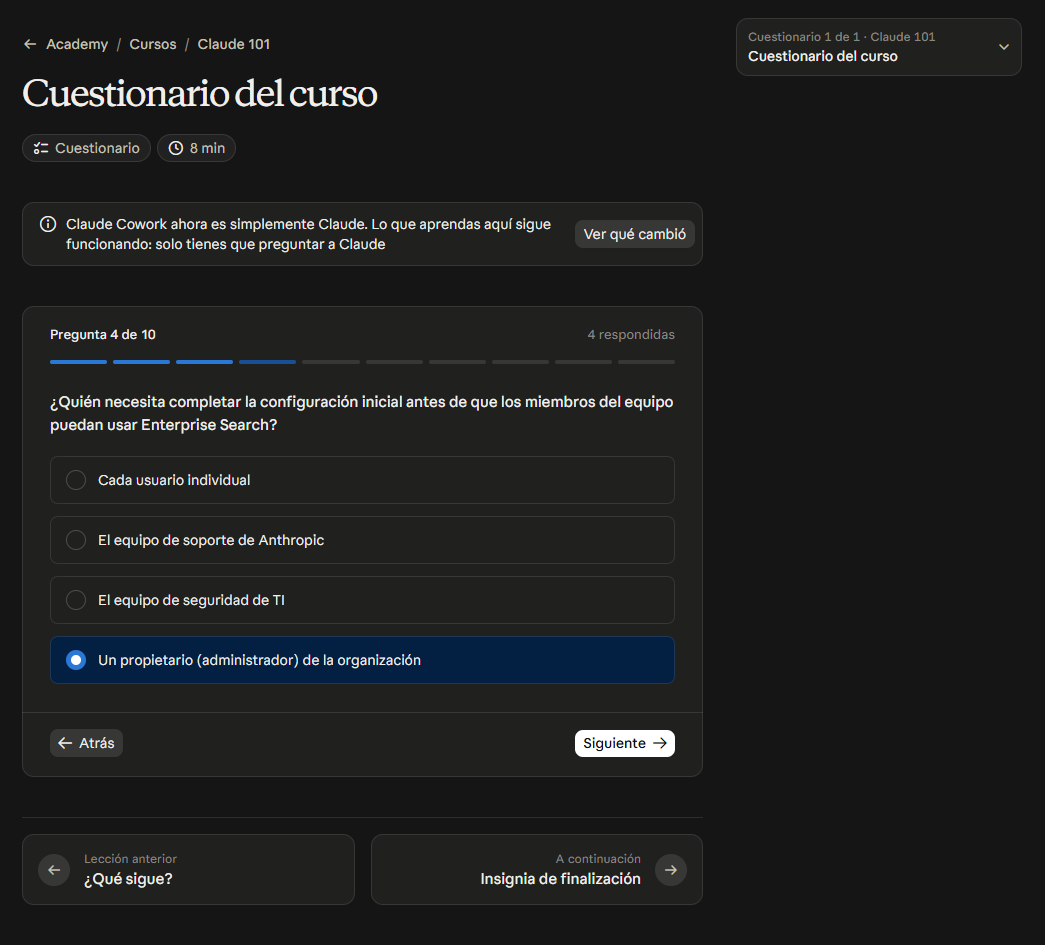 Academy / Cursos / Claude 101
Cuestionario 1 de 1 · Claude 101
Cuestionario del curso
Cuestionario del curso
Cuestionario
8 min
Claude Cowork ahora es simplemente Claude. Lo que aprendas aquí sigue
funcionando: solo tienes que preguntar a Claude
Ver qué cambió
Pregunta 4 de 10
4 respondidas
¿Quién necesita completar la configuración inicial antes de que los miembros del equipo
puedan usar Enterprise Search?
Cada usuario individual
El equipo de soporte de Anthropic
El equipo de seguridad de TI
Un propietario (administrador) de la organización
Atrás
Siguiente
Lección anterior
¿Qué sigue?
A continuación
Insignia de finalización